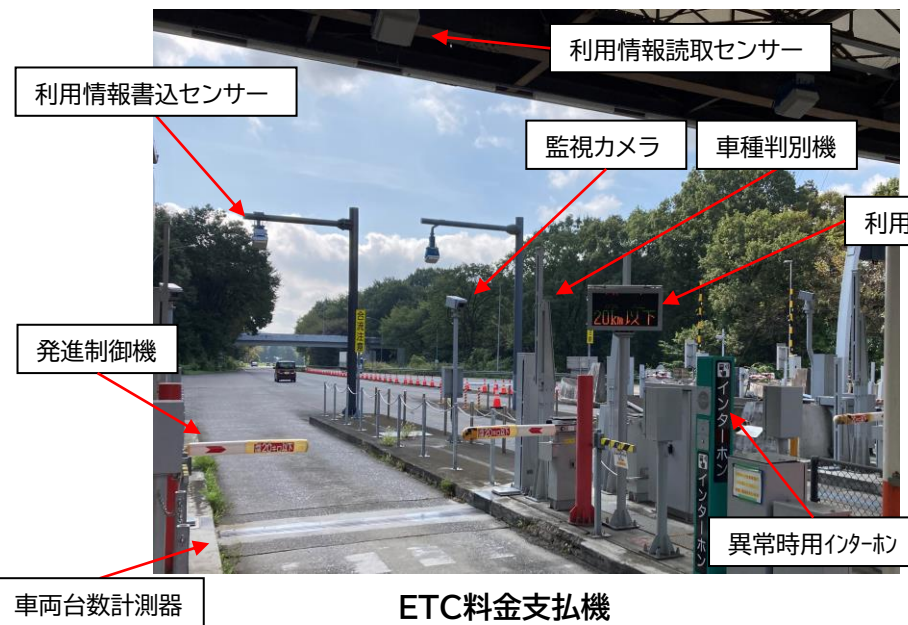 利用情報読取センサー
利用情報書込センサー
監視カメラ
車種判別機
利用
20km以下
合流注意
発進制御機
インターホン
インターホン
異常時用インターホン
車両台数計測器
ETC料金支払機